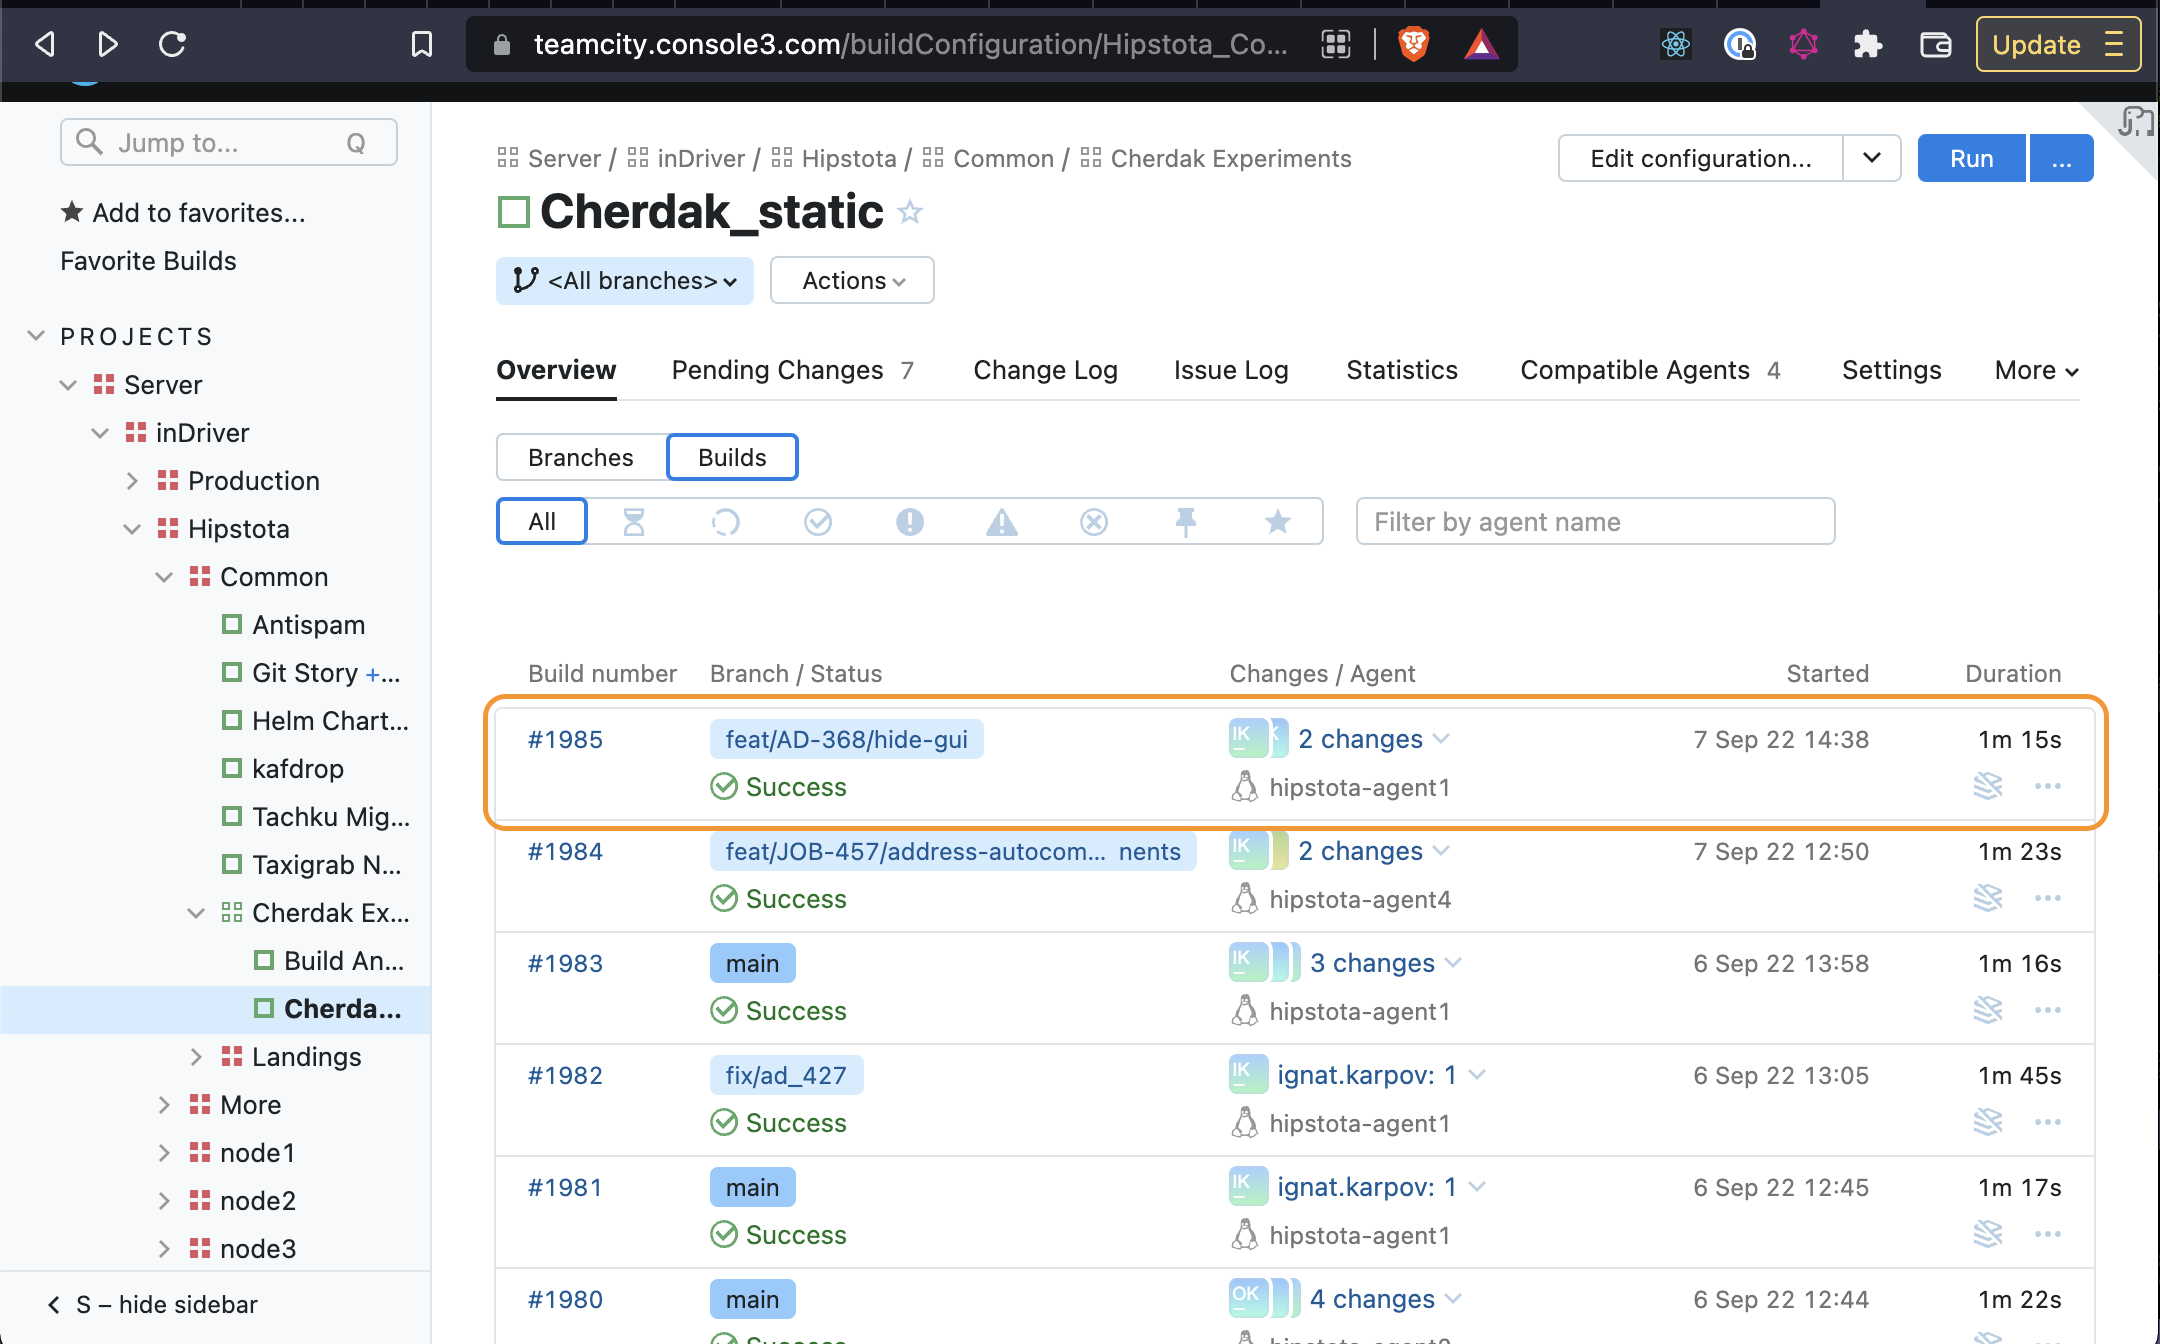 teamcity.console3.com/buildConfiguration/Hipstota_Co...
Update
Jump to...
Q
Add to favorites...
Favorite Builds
PROJECTS
Server
inDriver
Production
Hipstota
Common
Antispam
Git Story +...
Helm Chart...
kafdrop
Tachku Mig...
Taxigrab N...
Cherdak Ex...
Build An...
Cherda...
Landings
More
node1
node2
node3
S – hide sidebar
Server / inDriver / Hipstota / Common / Cherdak Experiments
Edit configuration...
Run
...
Cherdak_static
<All branches>
Actions
Overview
Pending Changes 7
Change Log
Issue Log
Statistics
Compatible Agents 4
Settings
More
Branches
Builds
All
Filter by agent name
Build number
Branch / Status
Changes / Agent
Started
Duration
#1985 feat/AD-368/hide-gui IK 2 changes 7 Sep 22 14:38 1m 15s
Success hipstota-agent1
#1984 feat/JOB-457/address-autocom... nents IK 2 changes 7 Sep 22 12:50 1m 23s
Success hipstota-agent4
#1983 main IK 3 changes 6 Sep 22 13:58 1m 16s
Success hipstota-agent1
#1982 fix/ad_427 IK ignat.karpov: 1 6 Sep 22 13:05 1m 45s
Success hipstota-agent1
#1981 main IK ignat.karpov: 1 6 Sep 22 12:45 1m 17s
Success hipstota-agent1
#1980 main OK 4 changes 6 Sep 22 12:44 1m 22s